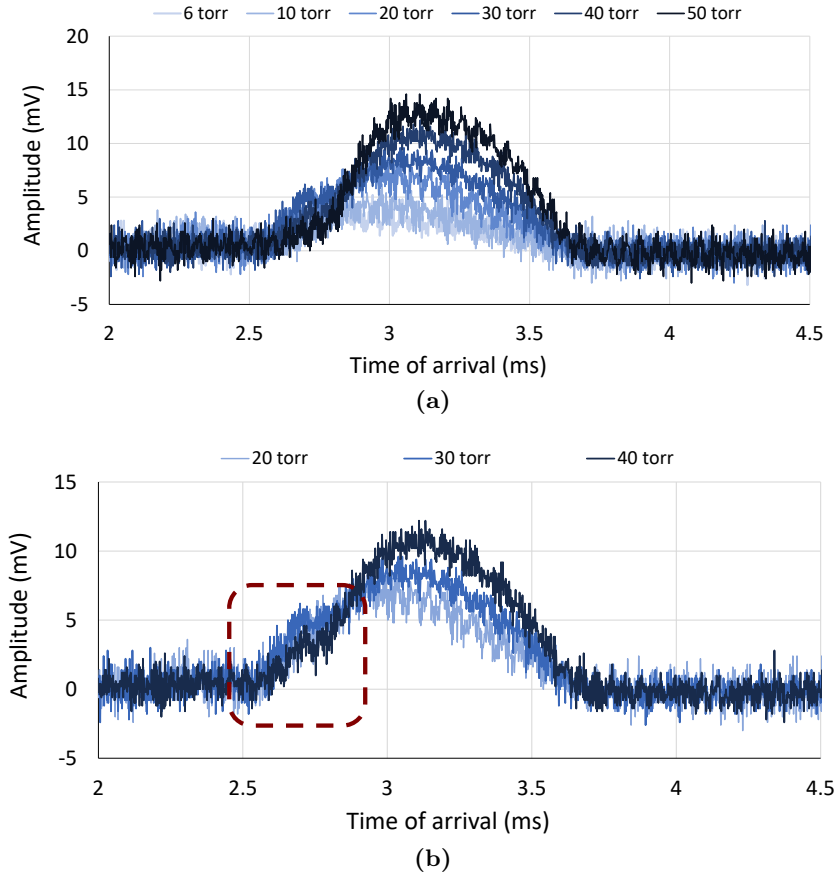 6 torr 10 torr 20 torr 30 torr 40 torr 50 torr
20
15
10
5
0
-5
Amplitude (mV)
2 2.5 3 3.5 4 4.5
Time of arrival (ms)
(a)
20 torr 30 torr 40 torr
15
10
5
0
-5
Amplitude (mV)
2 2.5 3 3.5 4 4.5
Time of arrival (ms)
(b)